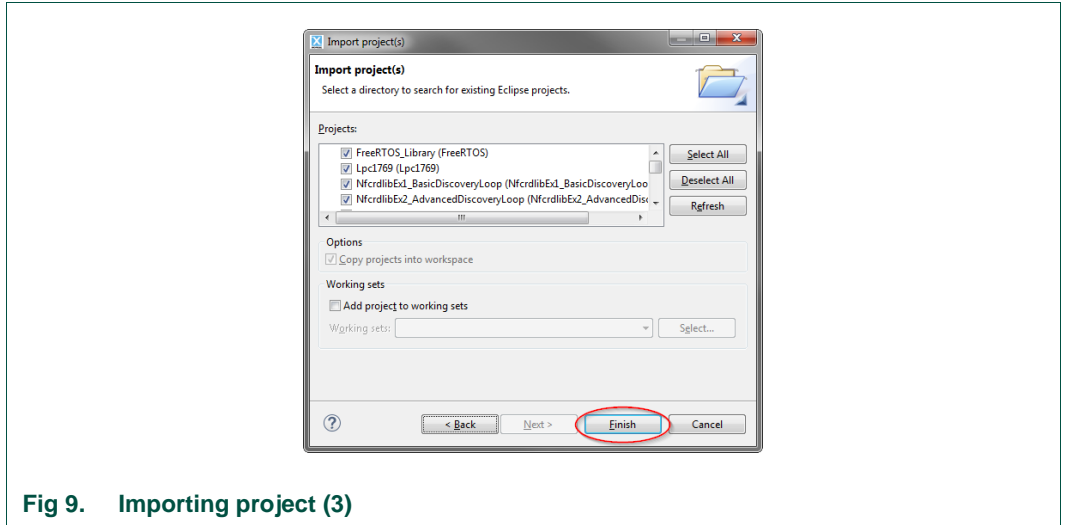 Import project(s)
Import project(s)
Select a directory to search for existing Eclipse projects.
Projects:
FreeRTOS_Library (FreeRTOS)
Lpc1769 (Lpc1769)
NfcrdlibEx1_BasicDiscoveryLoop (NfcrdlibEx1_BasicDiscoveryLoo
NfcrdlibEx2_AdvancedDiscoveryLoop (NfcrdlibEx2_AdvancedDisc
Select All
Deselect All
Refresh
Options
Copy projects into workspace
Working sets
Add project to working sets
Working sets:
Select...
?
< Back
Next >
Finish
Cancel
Fig 9. Importing project (3)